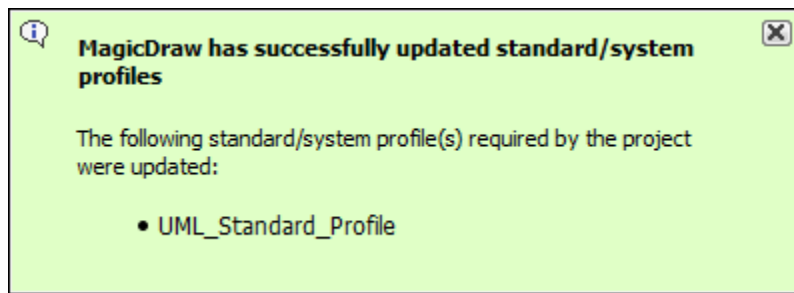 MagicDraw has successfully updated standard/system
profiles
The following standard/system profile(s) required by the project
were updated:
• UML_Standard_Profile